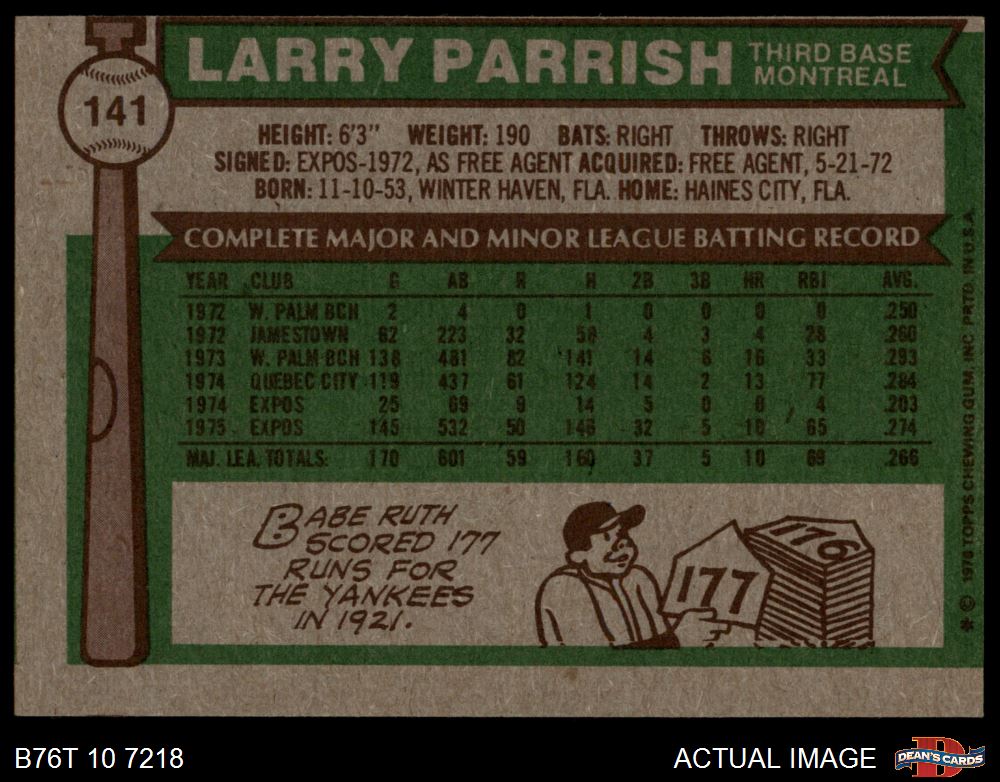 141
LARRY PARRISH
THIRD BASE
MONTREAL
HEIGHT: 6'3" WEIGHT: 190 BATS: RIGHT THROWS: RIGHT
SIGNED: EXPOS-1972, AS FREE AGENT ACQUIRED: FREE AGENT, 5-21-72
BORN: 11-10-53, WINTER HAVEN, FLA. HOME: HAINES CITY, FLA.
COMPLETE MAJOR AND MINOR LEAGUE BATTING RECORD
YEAR CLUB G AB R H 2B 3B HR RBI AVG.
1972 W. PALM BCH 2 4 0 1 0 0 0 0 .250
1972 JAMESTOWN 62 223 32 58 4 3 4 28 .260
1973 W. PALM BCH 138 481 82 141 14 6 16 33 .293
1974 QUEBEC CITY 119 437 61 124 14 2 13 77 .284
1974 EXPOS 25 69 9 14 5 0 0 4 .203
1975 EXPOS 145 532 50 146 32 5 10 65 .274
MAJ. LEA. TOTALS: 170 601 59 160 37 5 10 69 .266
BABE RUTH
SCORED 177
RUNS FOR
THE YANKEES
IN 1921.
177
176
* © 1976 TOPPS CHEWING GUM, INC. PRTD. IN U.S.A.
B76T 10 7218
ACTUAL IMAGE
D
DEAN'S CARDS